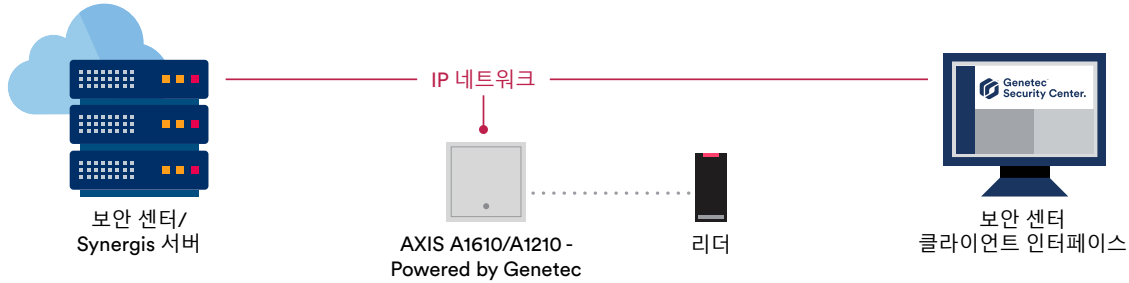 IP 네트워크
Genetec
Security Center.
보안 센터/
Synergis 서버
AXIS A1610/A1210 -
Powered by Genetec
리더
보안 센터
클라이언트 인터페이스